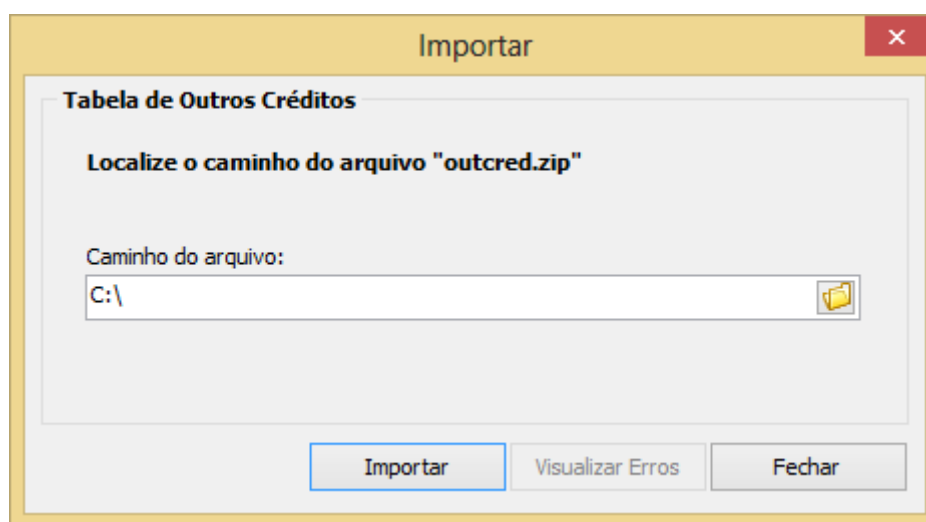 Importar
Tabela de Outros Créditos
Localize o caminho do arquivo "outcred.zip"
Caminho do arquivo:
C:\
Importar
Visualizar Erros
Fechar